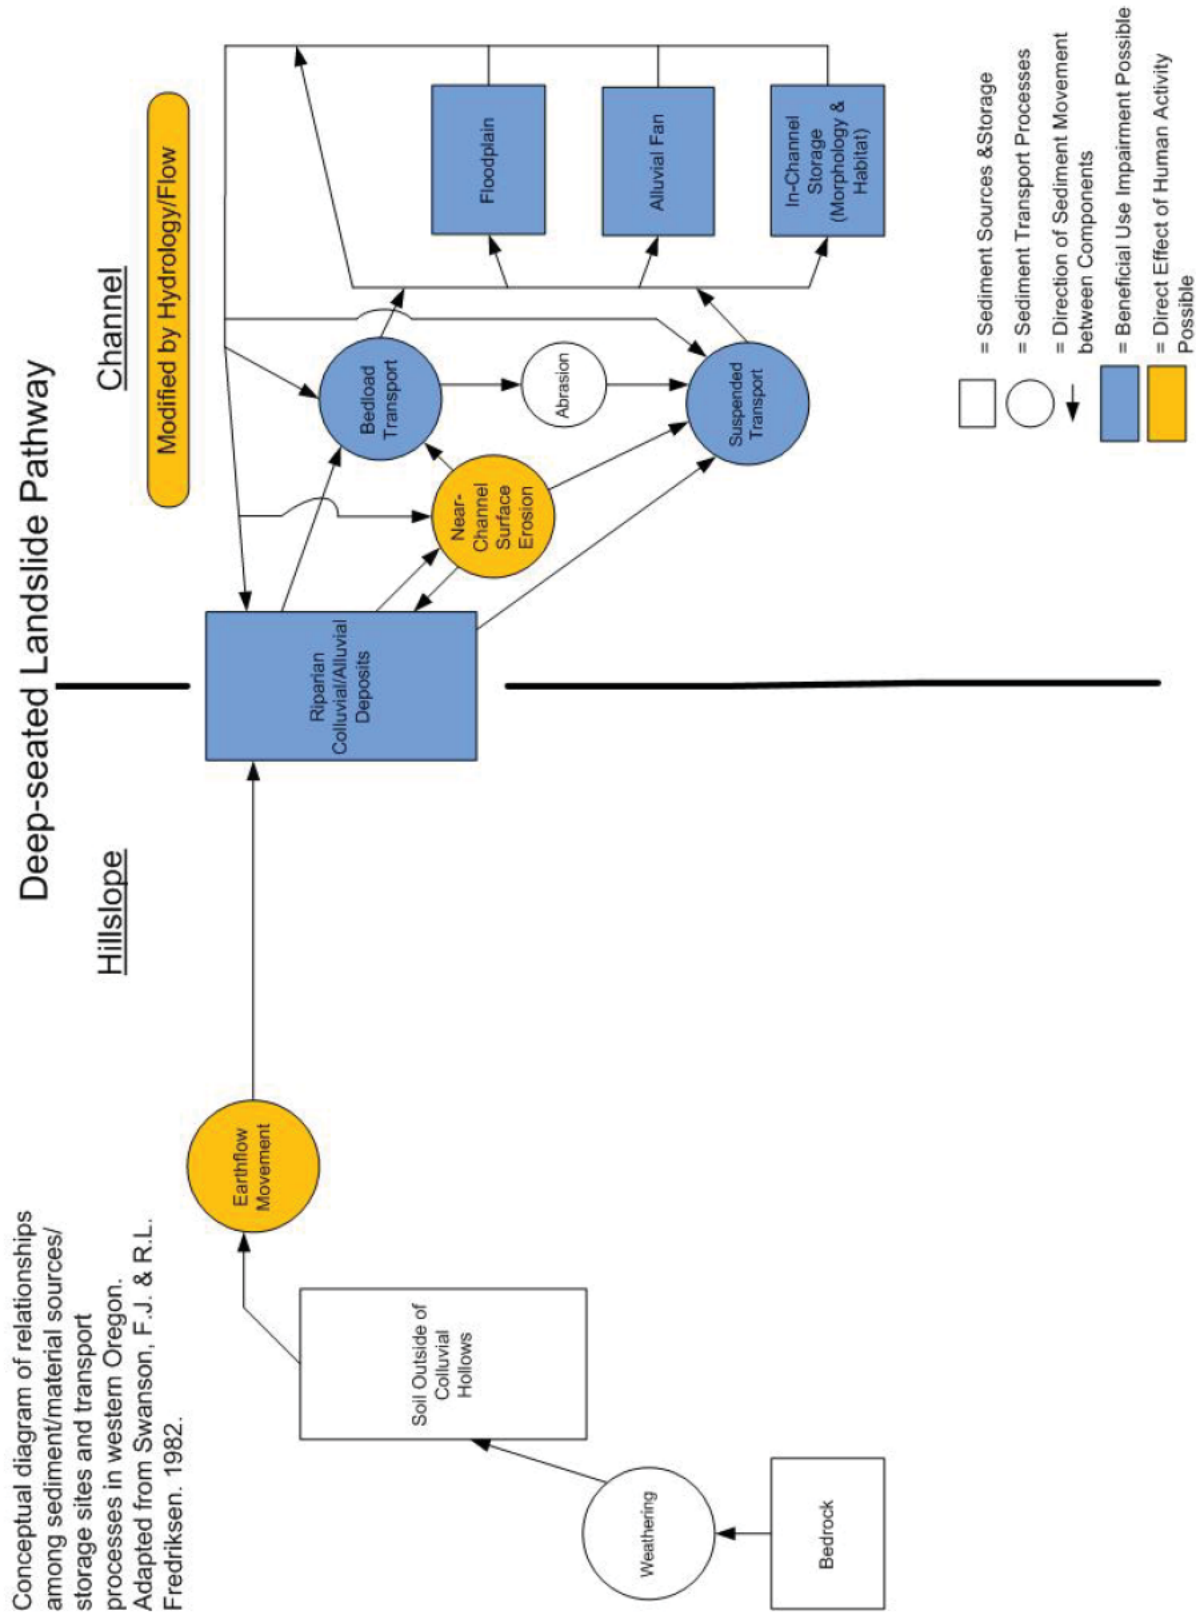 Deep-seated Landslide Pathway
Conceptual diagram of relationships
among sediment/material sources/
storage sites and transport
processes in western Oregon.
Adapted from Swanson, F.J. & R.L.
Fredriksen. 1982.
Hillslope
Channel
Modified by Hydrology/Flow
Bedrock
Weathering
Soil Outside of
Colluvial
Hollows
Earthflow
Movement
Riparian
Colluvial/Alluvial
Deposits
Near-
Channel
Surface
Erosion
Bedload
Transport
Abrasion
Suspended
Transport
Floodplain
Alluvial Fan
In-Channel
Storage
(Morphology &
Habitat)
= Sediment Sources &Storage
= Sediment Transport Processes
= Direction of Sediment Movement
between Components
= Beneficial Use Impairment Possible
= Direct Effect of Human Activity
Possible